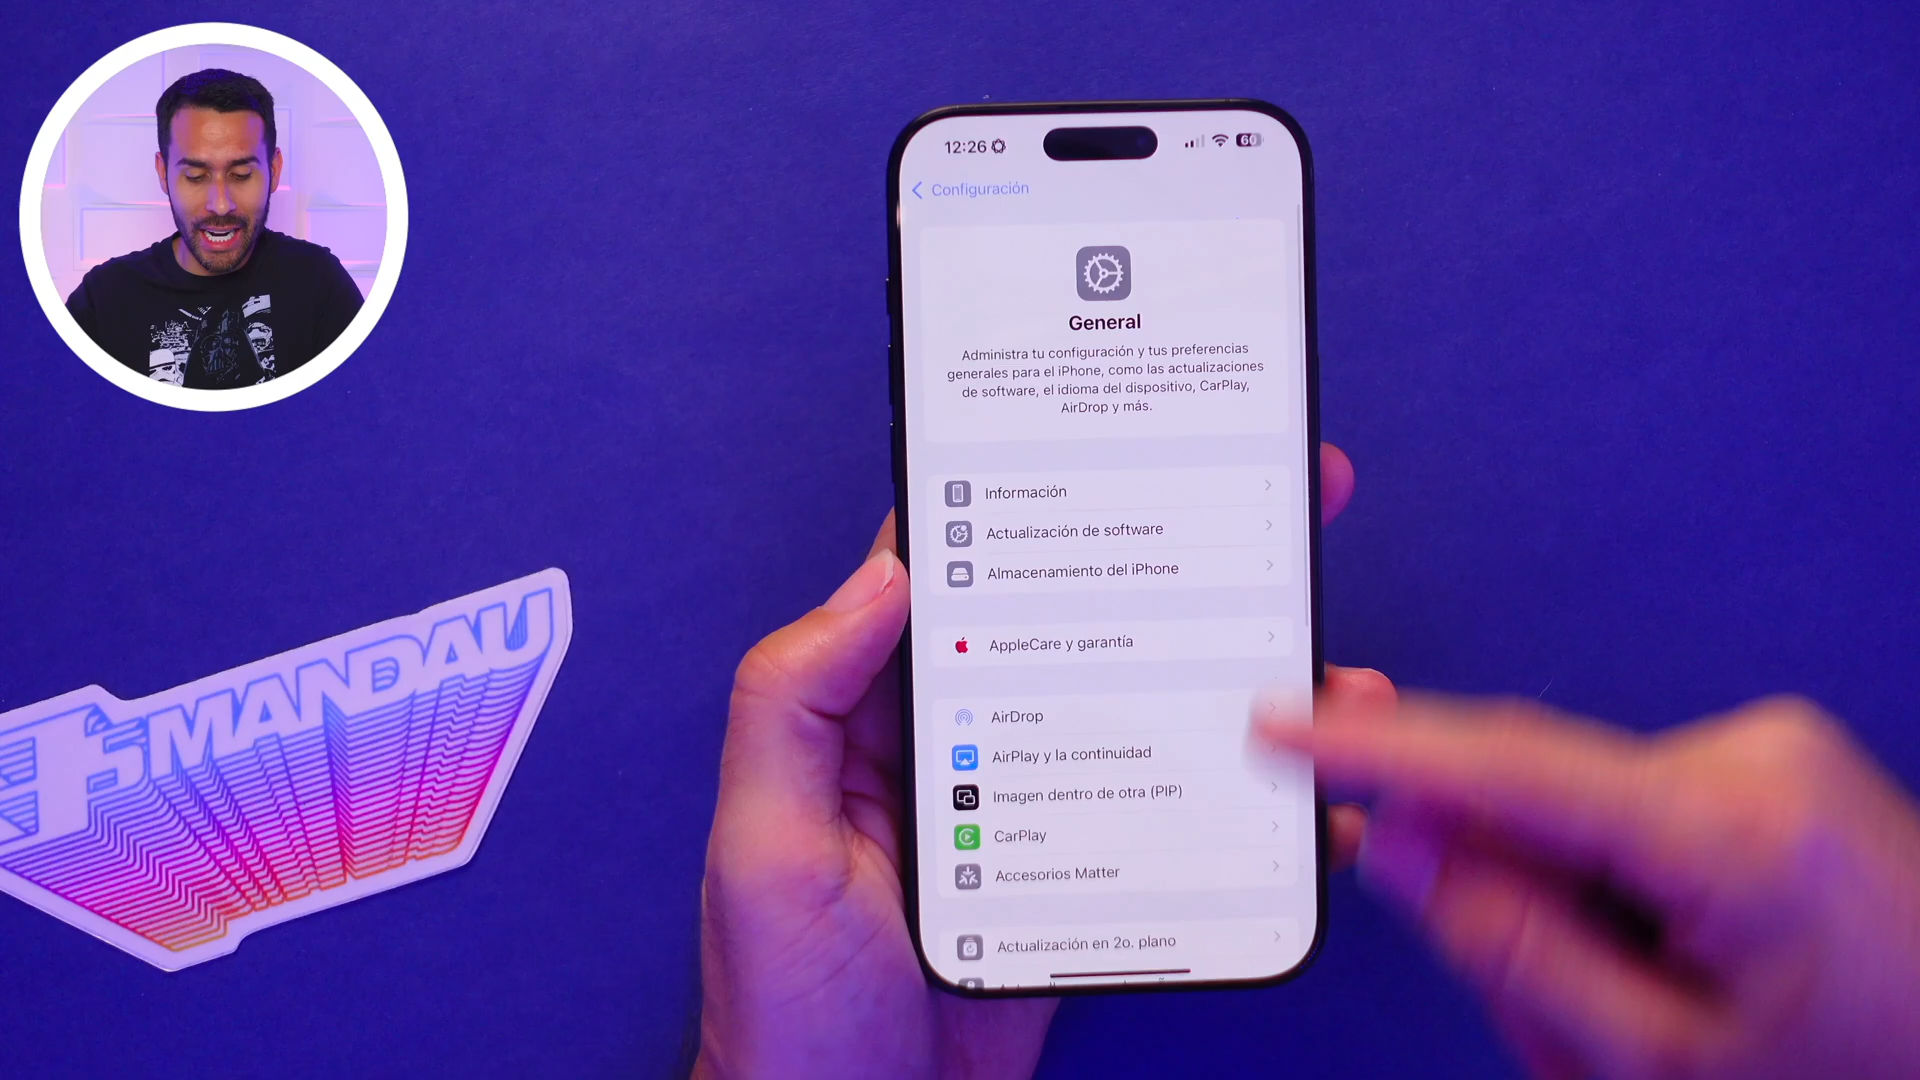 12:26
60
Configuración
General
Administra tu configuración y tus preferencias
generales para el iPhone, como las actualizaciones
de software, el idioma del dispositivo, CarPlay,
AirDrop y más.
Información
Actualización de software
Almacenamiento del iPhone
AppleCare y garantía
AirDrop
AirPlay y la continuidad
Imagen dentro de otra (PIP)
CarPlay
Accesorios Matter
Actualización en 2o. plano
SMANDAU